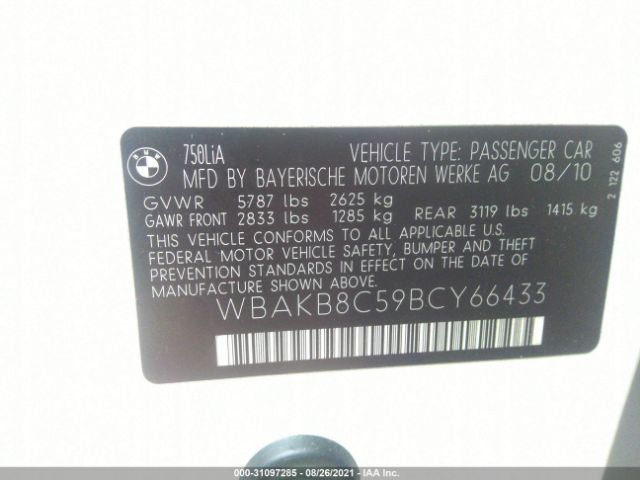 BMW
750LiA
VEHICLE TYPE: PASSENGER CAR
MFD BY BAYERISCHE MOTOREN WERKE AG 08/10
GVWR 5787 lbs 2625 kg
GAWR FRONT 2833 lbs 1285 kg REAR 3119 lbs 1415 kg
THIS VEHICLE CONFORMS TO ALL APPLICABLE U.S.
FEDERAL MOTOR VEHICLE SAFETY, BUMPER AND THEFT
PREVENTION STANDARDS IN EFFECT ON THE DATE OF
MANUFACTURE SHOWN ABOVE.
WBAKB8C59BCY66433
2 122 606
000-31097285 - 08/26/2021 - IAAI.COM